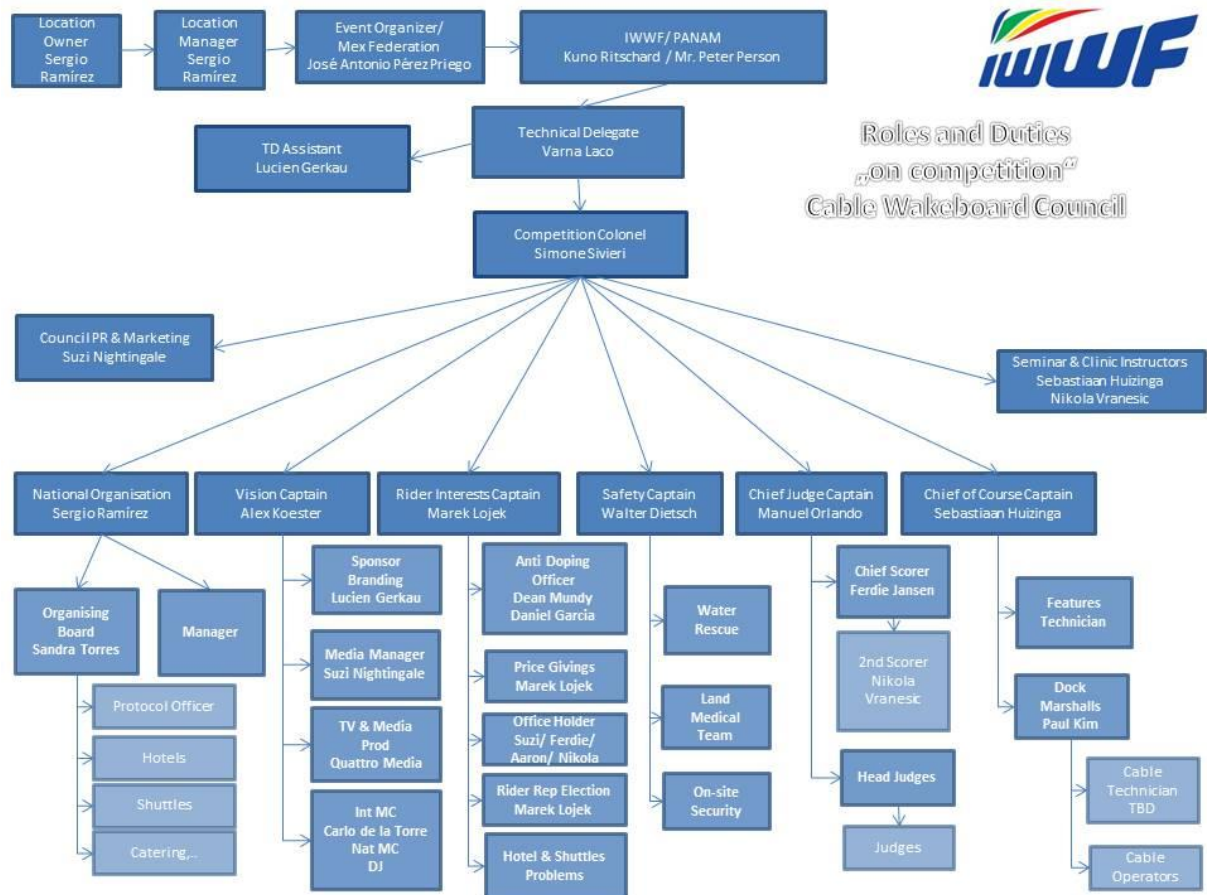 Location
Owner
Sergio
Ramírez
Location
Manager
Sergio
Ramírez
Event Organizer/
Mex Federation
José Antonio Pérez Priego
IWWF/ PANAM
Kuno Ritschard / Mr. Peter Person
IWWF
Roles and Duties
„on competition“
Cable Wakeboard Council
TD Assistant
Lucien Gerkau
Technical Delegate
Varna Laco
Competition Colonel
Simone Sivieri
Council PR & Marketing
Suzi Nightingale
Seminar & Clinic Instructors
Sebastiaan Huizinga
Nikola Vranesic
National Organisation
Sergio Ramírez
Vision Captain
Alex Koester
Rider Interests Captain
Marek Lojek
Safety Captain
Walter Dietsch
Chief Judge Captain
Manuel Orlando
Chief of Course Captain
Sebastiaan Huizinga
Organising
Board
Sandra Torres
Manager
Protocol Officer
Hotels
Shuttles
Catering,..
Sponsor
Branding
Lucien Gerkau
Media Manager
Suzi Nightingale
TV & Media
Prod
Quattro Media
Int MC
Carlo de la Torre
Nat MC
DJ
Anti Doping
Officer
Dean Mundy
Daniel Garcia
Price Givings
Marek Lojek
Office Holder
Suzi/ Ferdie/
Aaron/ Nikola
Rider Rep Election
Marek Lojek
Hotel & Shuttles
Problems
Water
Rescue
Land
Medical
Team
On-site
Security
Chief Scorer
Ferdie Jansen
2nd Scorer
Nikola
Vranesic
Head Judges
Judges
Features
Technician
Dock
Marshalls
Paul Kim
Cable
Technician
TBD
Cable
Operators